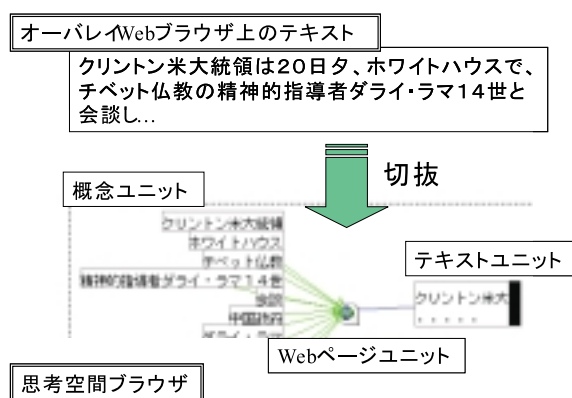 オーバレイWebブラウザ上のテキスト
クリントン米大統領は20日夕、ホワイトハウスで、
チベット仏教の精神的指導者ダライ・ラマ14世と
会談し...
切抜
概念ユニット
クリントン米大統領
ホワイトハウス
チベット仏教
精神的指導者ダライ・ラマ14世
会談
中国政府
ダライ・ラマ
テキストユニット
クリントン米大
.....
Webページユニット
思考空間ブラウザ